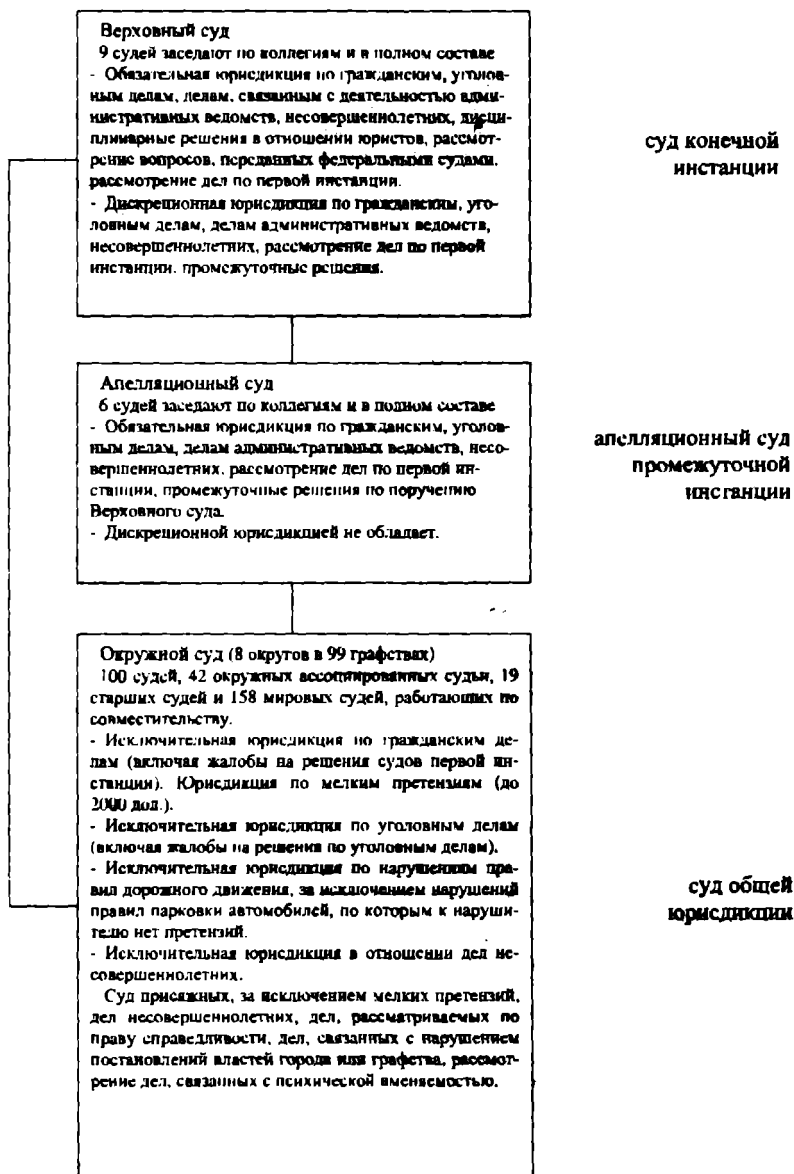 Верховный суд
9 судей заседают по коллегиям и в полном составе
- Обязательная юрисдикция по гражданским, уголов-
ным делам, делам, связанным с деятельностью адми-
нистративных ведомств, несовершеннолетних, дисци-
плинарные решения в отношении юристов, рассмот-
рение вопросов, переданных федеральными судами,
рассмотрение дел по первой инстанции.
- Дискреционная юрисдикция по гражданским, уго-
ловным делам, делам административных ведомств,
несовершеннолетних, рассмотрение дел по первой
инстанции, промежуточные решения.
суд конечной
инстанции
Апелляционный суд
6 судей заседают по коллегиям и в полном составе
- Обязательная юрисдикция по гражданским, уголов-
ным делам, делам административных ведомств, несо-
вершеннолетних, рассмотрение дел по первой ин-
станции, промежуточные решения по поручению
Верховного суда.
- Дискреционной юрисдикцией не обладает.
апелляционный суд
промежуточной
инстанции
Окружной суд (8 округов в 99 графствах)
100 судей, 42 окружных ассоциированных судьи, 19
старших судей и 158 мировых судей, работающих по
совместительству.
- Исключительная юрисдикция по гражданским де-
лам (включая жалобы на решения судов первой ин-
станции). Юрисдикция по мелким претензиям (до
2000 дол.).
- Исключительная юрисдикция по уголовным делам
(включая жалобы на решения по уголовным делам).
- Исключительная юрисдикция по нарушениям пра-
вил дорожного движения, за исключением нарушений
правил парковки автомобилей, по которым к наруши-
телю нет претензий.
- Исключительная юрисдикция в отношении дел не-
совершеннолетних.
Суд присяжных, за исключением мелких претензий,
дел несовершеннолетних, дел, рассматриваемых по
праву справедливости, дел, связанных с нарушением
постановлений властей города или графства, рассмот-
рение дел, связанных с психической вменяемостью.
суд общей
юрисдикции